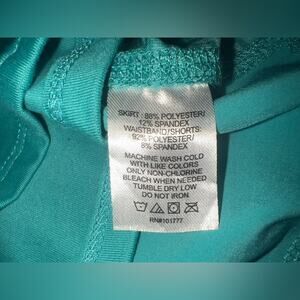 SKIRT: 88% POLYESTER/
12% SPANDEX
WAISTBAND/SHORTS:
92% POLYESTER/
8% SPANDEX
MACHINE WASH COLD
WITH LIKE COLORS
ONLY NON-CHLORINE
BLEACH WHEN NEEDED
TUMBLE DRY LOW
DO NOT IRON.
RN#101777